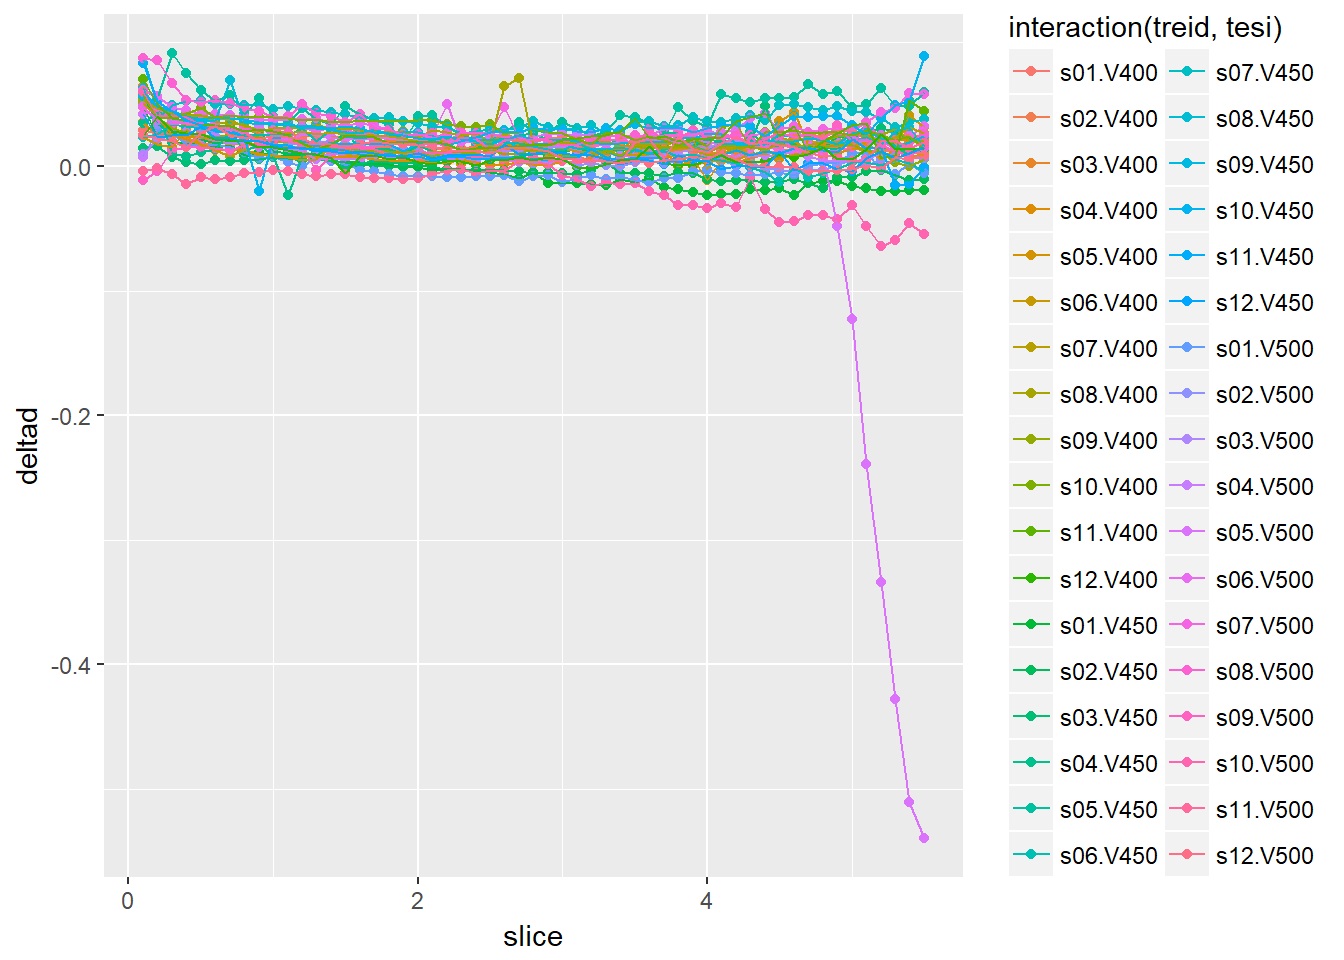 interaction(treid, tesi)
s01.V400 s07.V450
s02.V400 s08.V450
s03.V400 s09.V450
s04.V400 s10.V450
s05.V400 s11.V450
s06.V400 s12.V450
s07.V400 s01.V500
s08.V400 s02.V500
s09.V400 s03.V500
s10.V400 s04.V500
s11.V400 s05.V500
s12.V400 s06.V500
s01.V450 s07.V500
s02.V450 s08.V500
s03.V450 s09.V500
s04.V450 s10.V500
s05.V450 s11.V500
s06.V450 s12.V500
0.0
-0.2
-0.4
deltad
0 2 4
slice